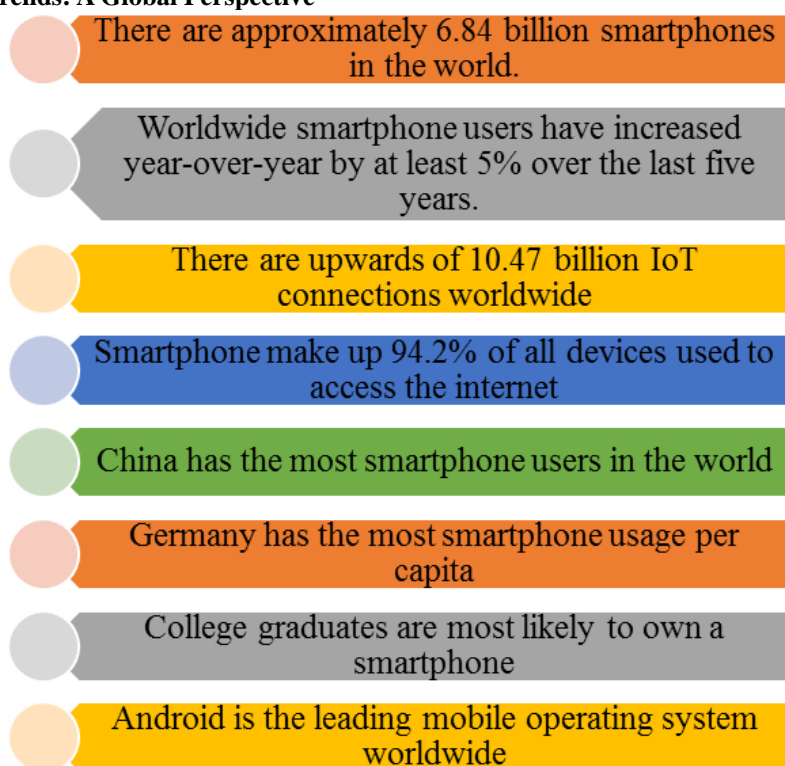 Trends: A Global Perspective
There are approximately 6.84 billion smartphones
in the world.
Worldwide smartphone users have increased
year-over-year by at least 5% over the last five
years.
There are upwards of 10.47 billion IoT
connections worldwide
Smartphone make up 94.2% of all devices used to
access the internet
China has the most smartphone users in the world
Germany has the most smartphone usage per
capita
College graduates are most likely to own a
smartphone
Android is the leading mobile operating system
worldwide